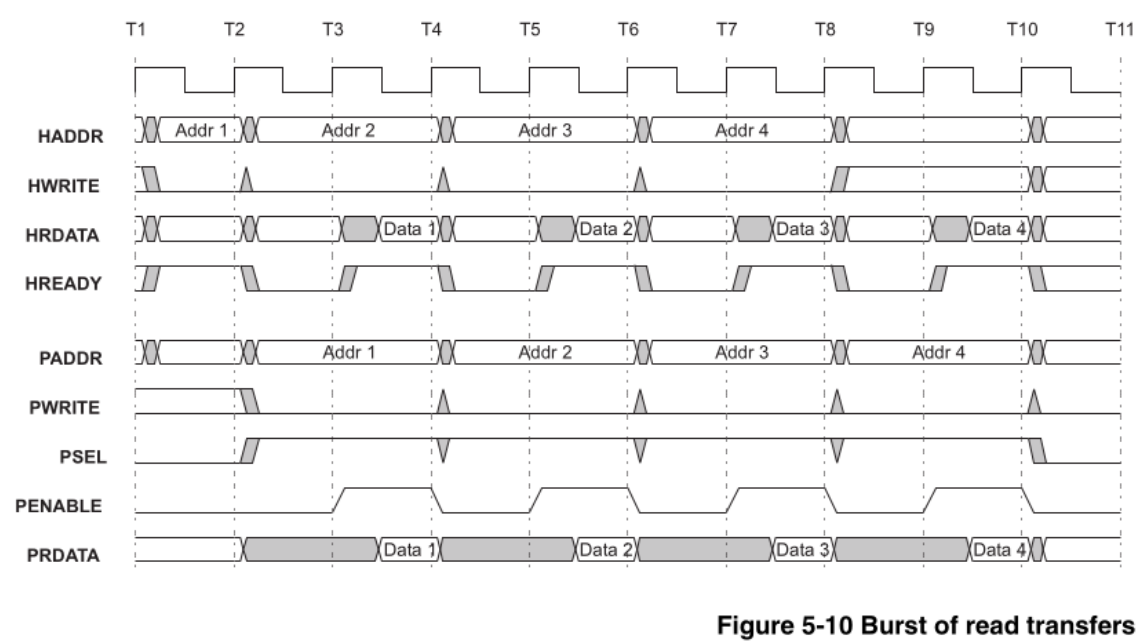 T1 T2 T3 T4 T5 T6 T7 T8 T9 T10 T11
HADDR Addr 1 Addr 2 Addr 3 Addr 4
HWRITE
HRDATA Data 1 Data 2 Data 3 Data 4
HREADY
PADDR Addr 1 Addr 2 Addr 3 Addr 4
PWRITE
PSEL
PENABLE
PRDATA Data 1 Data 2 Data 3 Data 4
Figure 5-10 Burst of read transfers